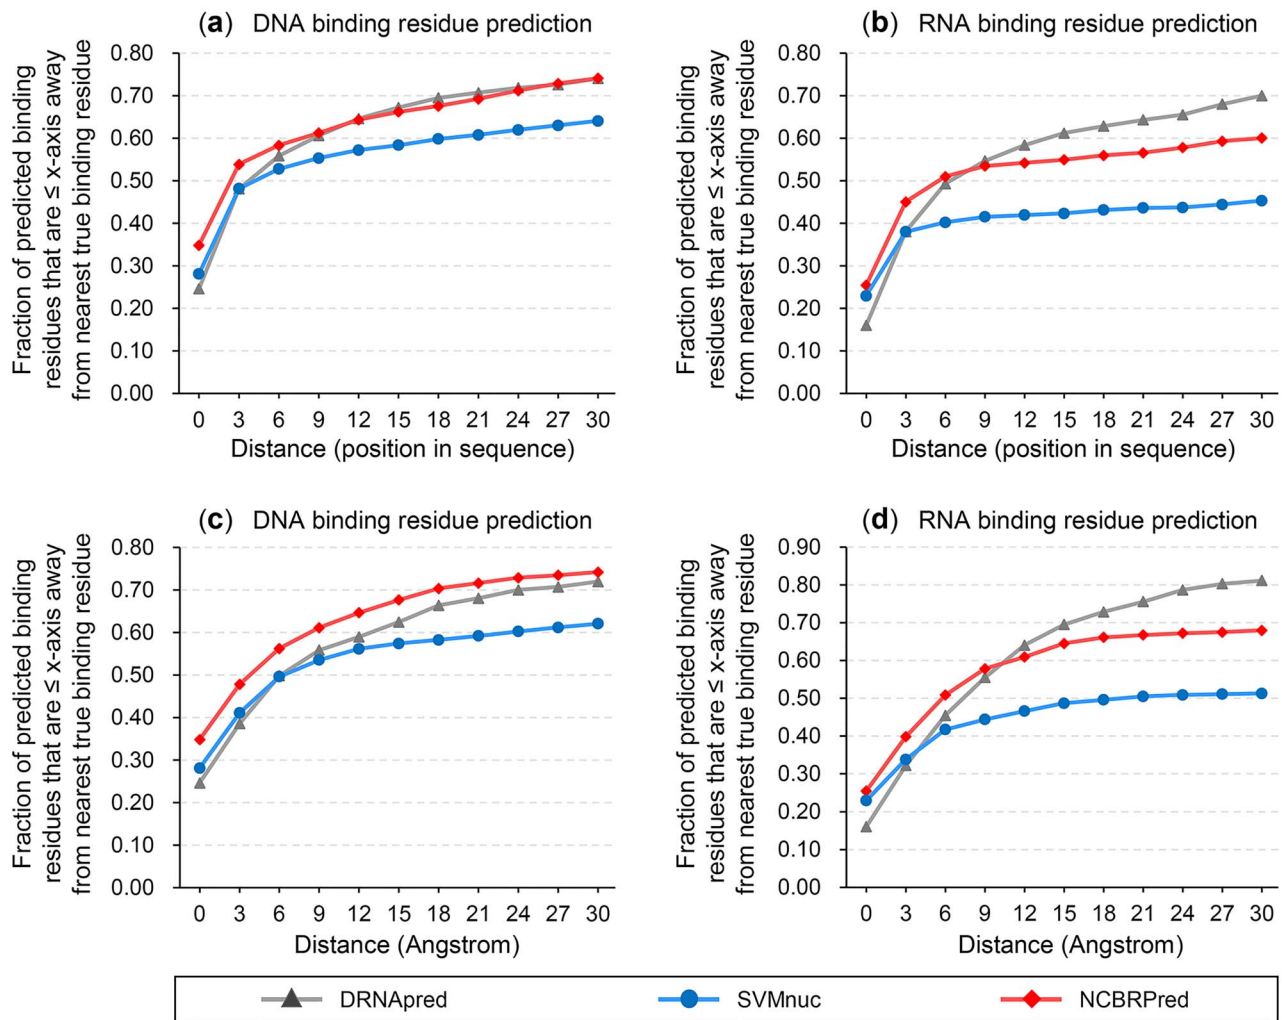 (a) DNA binding residue prediction
Fraction of predicted binding
residues that are ≤ x-axis away
from nearest true binding residue
0.80
0.70
0.60
0.50
0.40
0.30
0.20
0.10
0.00
0 3 6 9 12 15 18 21 24 27 30
Distance (position in sequence)
(b) RNA binding residue prediction
Fraction of predicted binding
residues that are ≤ x-axis away
from nearest true binding residue
0.80
0.70
0.60
0.50
0.40
0.30
0.20
0.10
0.00
0 3 6 9 12 15 18 21 24 27 30
Distance (position in sequence)
(c) DNA binding residue prediction
Fraction of predicted binding
residues that are ≤ x-axis away
from nearest true binding residue
0.80
0.70
0.60
0.50
0.40
0.30
0.20
0.10
0.00
0 3 6 9 12 15 18 21 24 27 30
Distance (Angstrom)
(d) RNA binding residue prediction
Fraction of predicted binding
residues that are ≤ x-axis away
from nearest true binding residue
0.90
0.80
0.70
0.60
0.50
0.40
0.30
0.20
0.10
0.00
0 3 6 9 12 15 18 21 24 27 30
Distance (Angstrom)
DRNApred SVMnuc NCBRPred